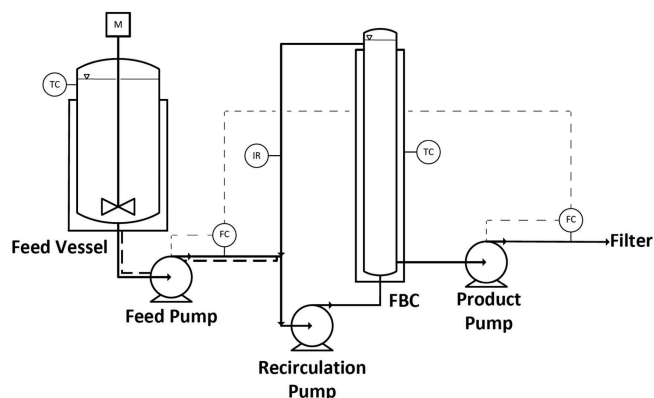 M
TC
IR
TC
FC
FC
Filter
Feed Vessel
Feed Pump
FBC
Product
Pump
Recirculation
Pump